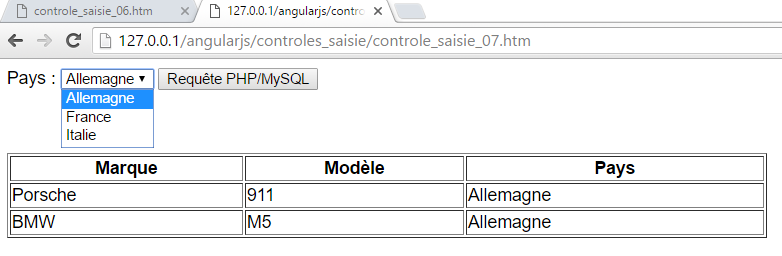 controle_saisie_06.htm
127.0.0.1/angularjs/contro
127.0.0.1/angularjs/controles_saisie/controle_saisie_07.htm
Pays : Allemagne Requête PHP/MySQL
Allemagne
France
Italie
Marque Modèle Pays
Porsche 911 Allemagne
BMW M5 Allemagne